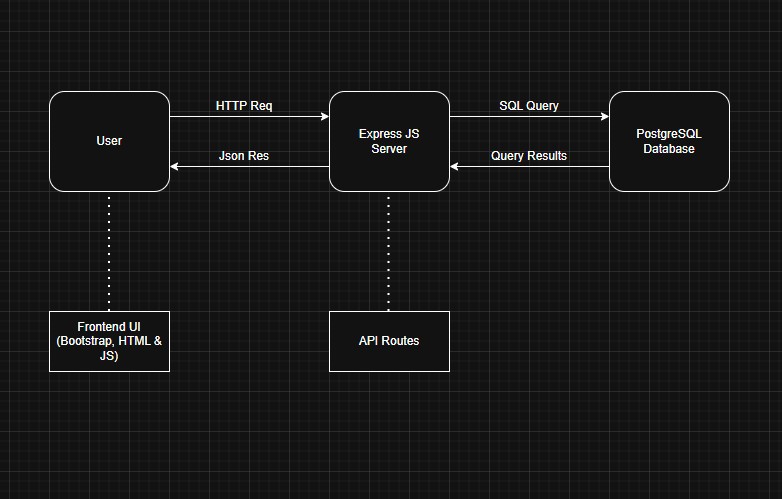 HTTP Req
SQL Query
User
Express JS
Server
PostgreSQL
Database
Json Res
Query Results
Frontend UI
(Bootstrap, HTML &
JS)
API Routes